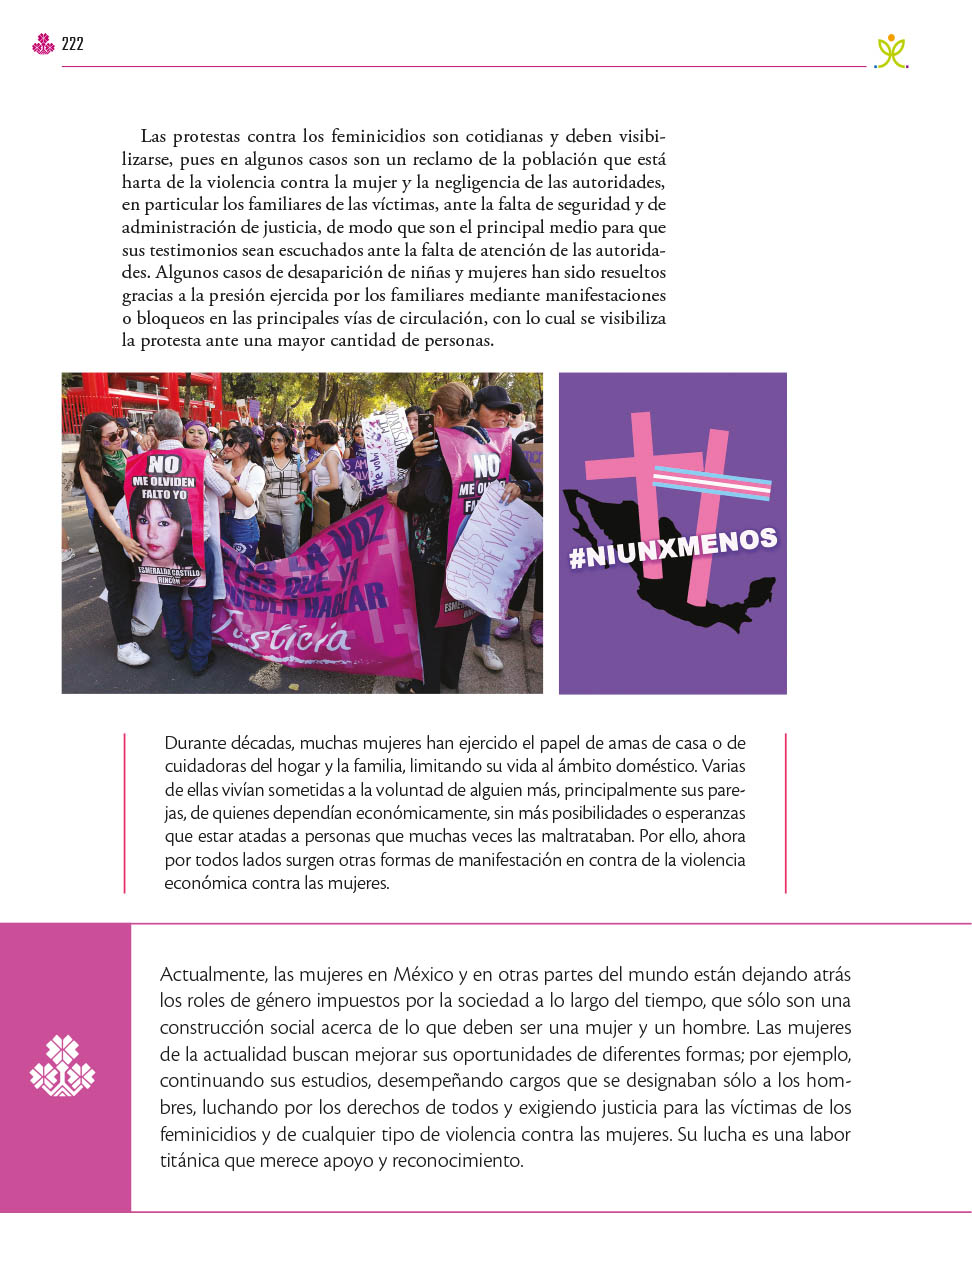 222
Las protestas contra los feminicidios son cotidianas y deben visibi-
lizarse, pues en algunos casos son un reclamo de la población que está
harta de la violencia contra la mujer y la negligencia de las autoridades,
en particular los familiares de las víctimas, ante la falta de seguridad y de
administración de justicia, de modo que son el principal medio para que
sus testimonios sean escuchados ante la falta de atención de las autorida-
des. Algunos casos de desaparición de niñas y mujeres han sido resueltos
gracias a la presión ejercida por los familiares mediante manifestaciones
o bloqueos en las principales vías de circulación, con lo cual se visibiliza
la protesta ante una mayor cantidad de personas.
NO
ME OLVIDEN
FALTO YO
ESMERALDA CASTILLO
RINCÓN
LA VOZ
QUE YA
PUEDEN HABLAR
Justicia
NO
ME
FA
VIVIR
SOBREVIVIR
#NIUNXMENOS
Durante décadas, muchas mujeres han ejercido el papel de amas de casa o de
cuidadoras del hogar y la familia, limitando su vida al ámbito doméstico. Varias
de ellas vivían sometidas a la voluntad de alguien más, principalmente sus pare-
jas, de quienes dependían económicamente, sin más posibilidades o esperanzas
que estar atadas a personas que muchas veces las maltrataban. Por ello, ahora
por todos lados surgen otras formas de manifestación en contra de la violencia
económica contra las mujeres.
Actualmente, las mujeres en México y en otras partes del mundo están dejando atrás
los roles de género impuestos por la sociedad a lo largo del tiempo, que sólo son una
construcción social acerca de lo que deben ser una mujer y un hombre. Las mujeres
de la actualidad buscan mejorar sus oportunidades de diferentes formas; por ejemplo,
continuando sus estudios, desempeñando cargos que se designaban sólo a los hom-
bres, luchando por los derechos de todos y exigiendo justicia para las víctimas de los
feminicidios y de cualquier tipo de violencia contra las mujeres. Su lucha es una labor
titánica que merece apoyo y reconocimiento.